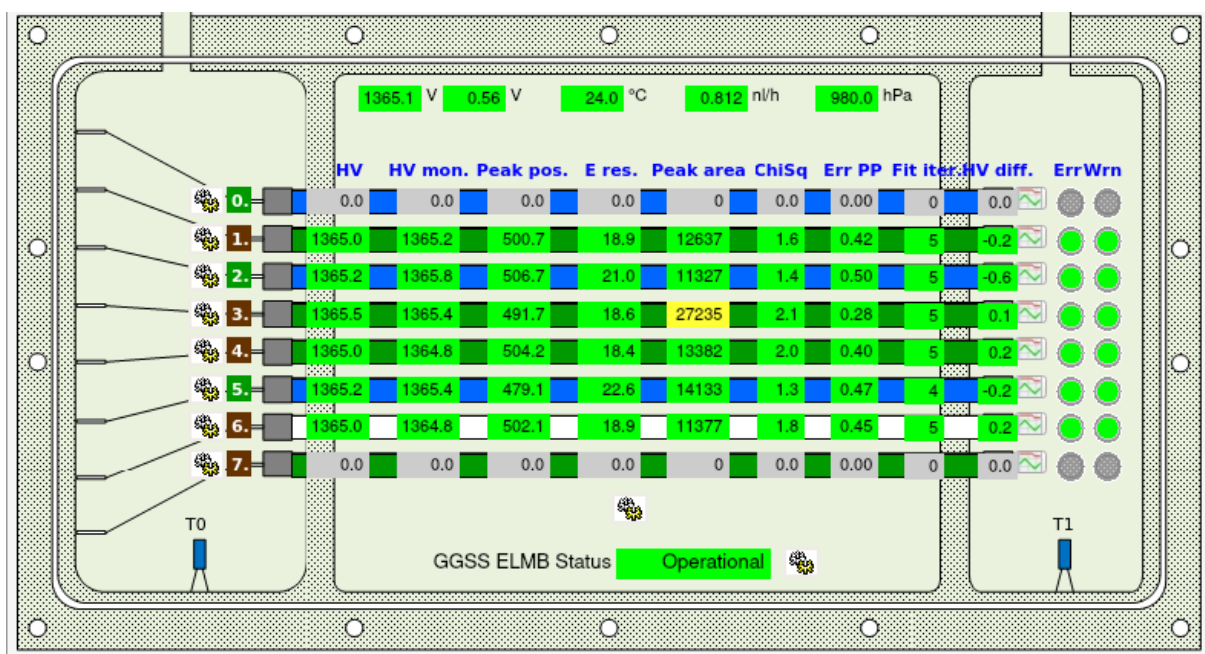 1365.1 V 0.56 V 24.0 °C 0.812 nl/h 980.0 hPa
HV HV mon. Peak pos. E res. Peak area ChiSq Err PP Fit iter. HV diff. Err Wrn
0. 0.0 0.0 0.0 0.0 0 0.0 0.00 0 0.0
1. 1365.0 1365.2 500.7 18.9 12637 1.6 0.42 5 -0.2
2. 1365.2 1365.8 506.7 21.0 11327 1.4 0.50 5 -0.6
3. 1365.5 1365.4 491.7 18.6 27235 2.1 0.28 5 0.1
4. 1365.0 1364.8 504.2 18.4 13382 2.0 0.40 5 0.2
5. 1365.2 1365.4 479.1 22.6 14133 1.3 0.47 4 -0.2
6. 1365.0 1364.8 502.1 18.9 11377 1.8 0.45 5 0.2
7. 0.0 0.0 0.0 0.0 0 0.0 0.00 0 0.0
T0 T1
GGSS ELMB Status Operational